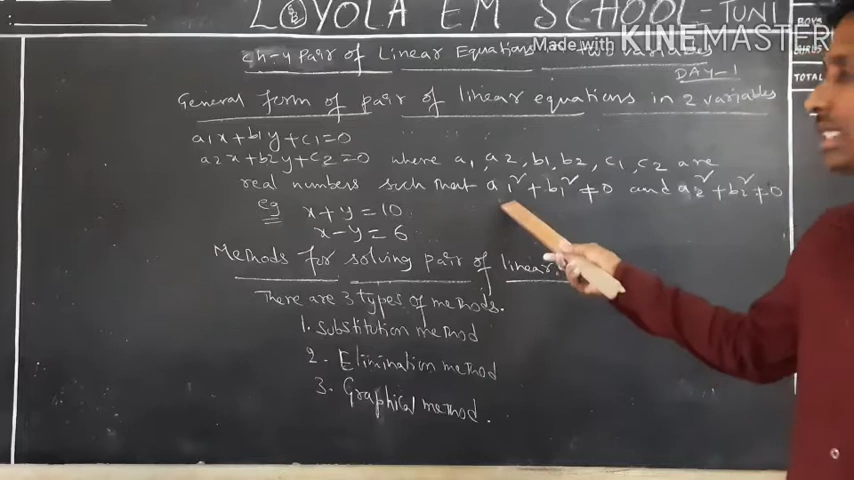 LOYOLA EM SCHOOL - TUNI
Made with KINEMASTER
Ch-4 Pair of Linear Equations
DAY-1
TOTAL
General form of pair of linear equations in 2 variables
a1x+b1y+c1=0
a2x+b2y+c2=0 where a1, a2, b1, b2, c1, c2 are
real numbers such that a1²+b1²≠0 and a2²+b2²≠0
eg x+y=10
x-y=6
Methods for solving pair of linear
There are 3 types of methods.
1. Substitution method
2. Elimination method
3. Graphical method.